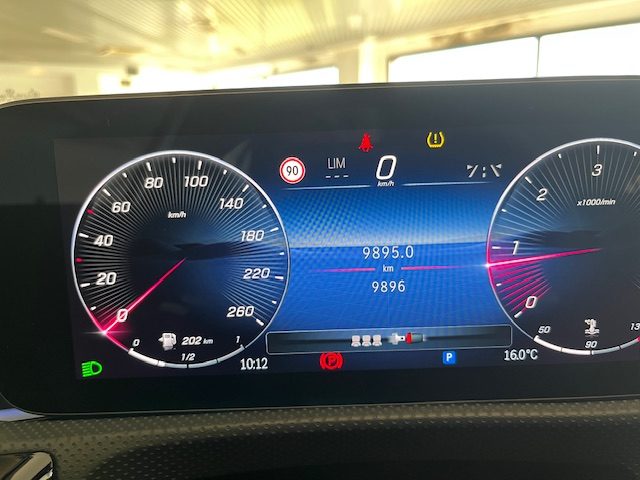 90 LIM --- 0 km/h
0 20 40 60 80 100 140 180 220 260
km/h
9895.0
km
9896
0 1 2 3
x1000/min
202 km
0 1/2 1
10:12
P
P
16.0°C
50 90 13